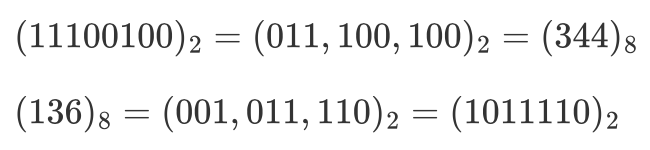 (11100100)₂ = (011, 100, 100)₂ = (344)₈
(136)₈ = (001, 011, 110)₂ = (1011110)₂